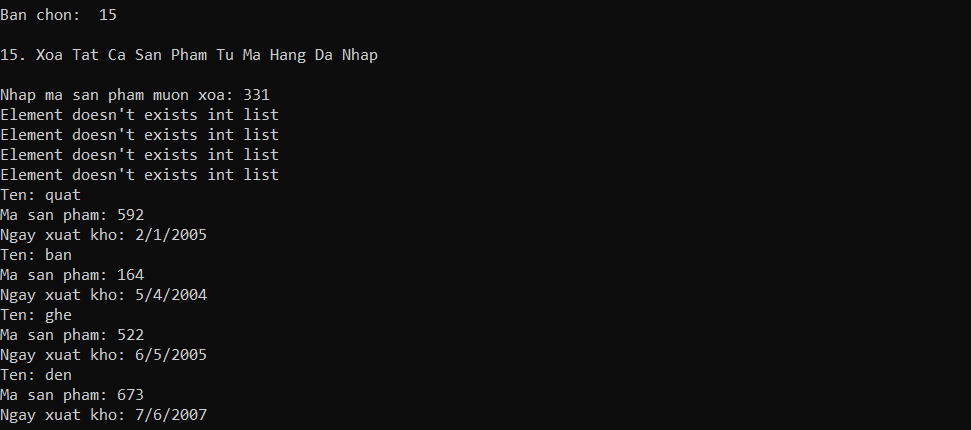 Ban chon:  15
15. Xoa Tat Ca San Pham Tu Ma Hang Da Nhap
Nhap ma san pham muon xoa: 331
Element doesn't exists int list
Element doesn't exists int list
Element doesn't exists int list
Element doesn't exists int list
Ten: quat
Ma san pham: 592
Ngay xuat kho: 2/1/2005
Ten: ban
Ma san pham: 164
Ngay xuat kho: 5/4/2004
Ten: ghe
Ma san pham: 522
Ngay xuat kho: 6/5/2005
Ten: den
Ma san pham: 673
Ngay xuat kho: 7/6/2007